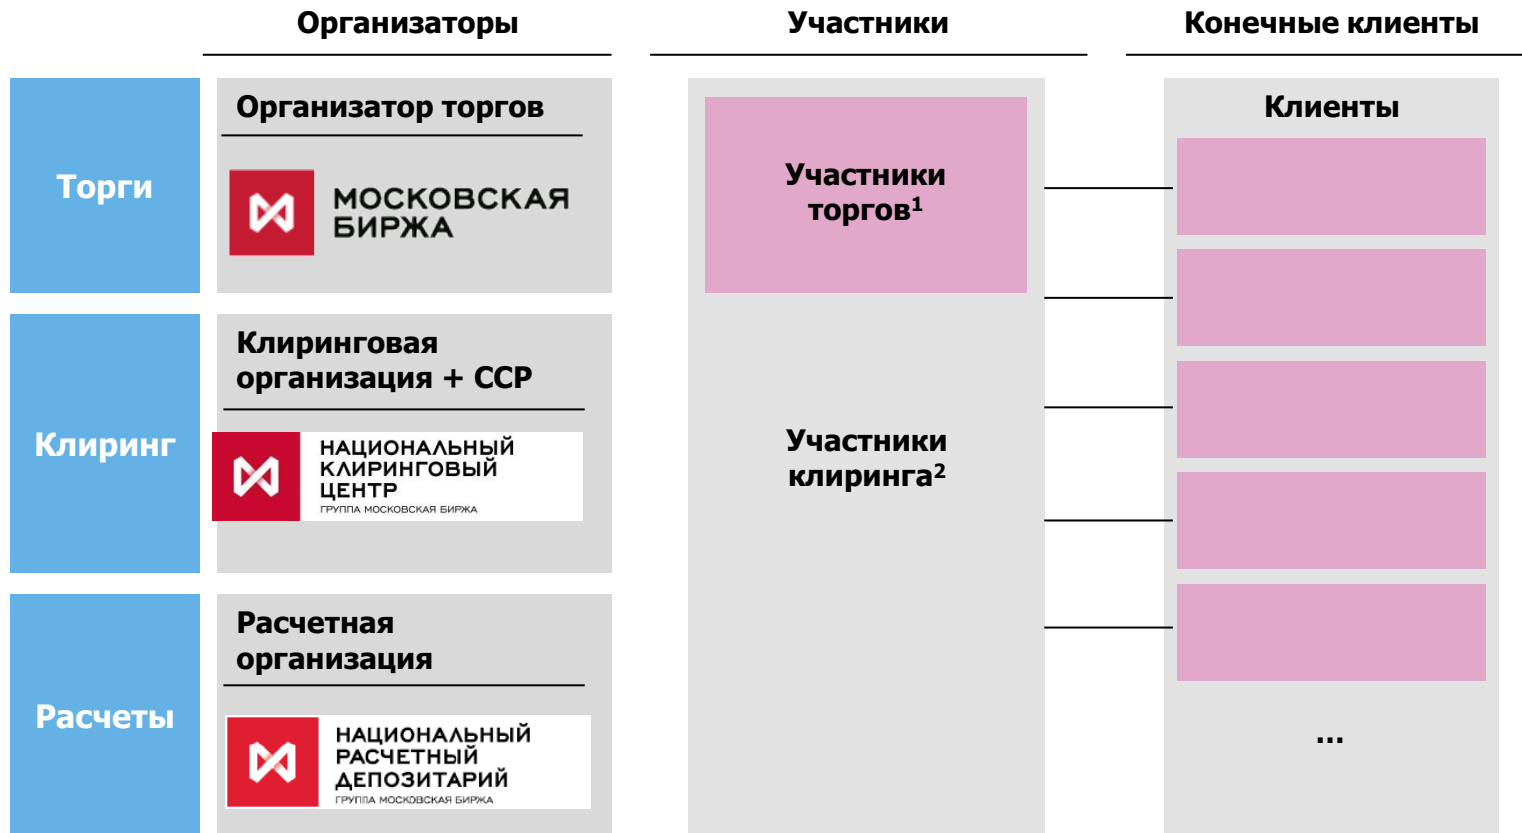 Организаторы
Участники
Конечные клиенты
Торги
Организатор торгов
МОСКОВСКАЯ
БИРЖА
Участники
торгов¹
Клиенты
Клиринг
Клиринговая
организация + ССР
НАЦИОНАЛЬНЫЙ
КЛИРИНГОВЫЙ
ЦЕНТР
ГРУППА МОСКОВСКАЯ БИРЖА
Участники
клиринга²
Расчеты
Расчетная
организация
НАЦИОНАЛЬНЫЙ
РАСЧЕТНЫЙ
ДЕПОЗИТАРИЙ
ГРУППА МОСКОВСКАЯ БИРЖА
...